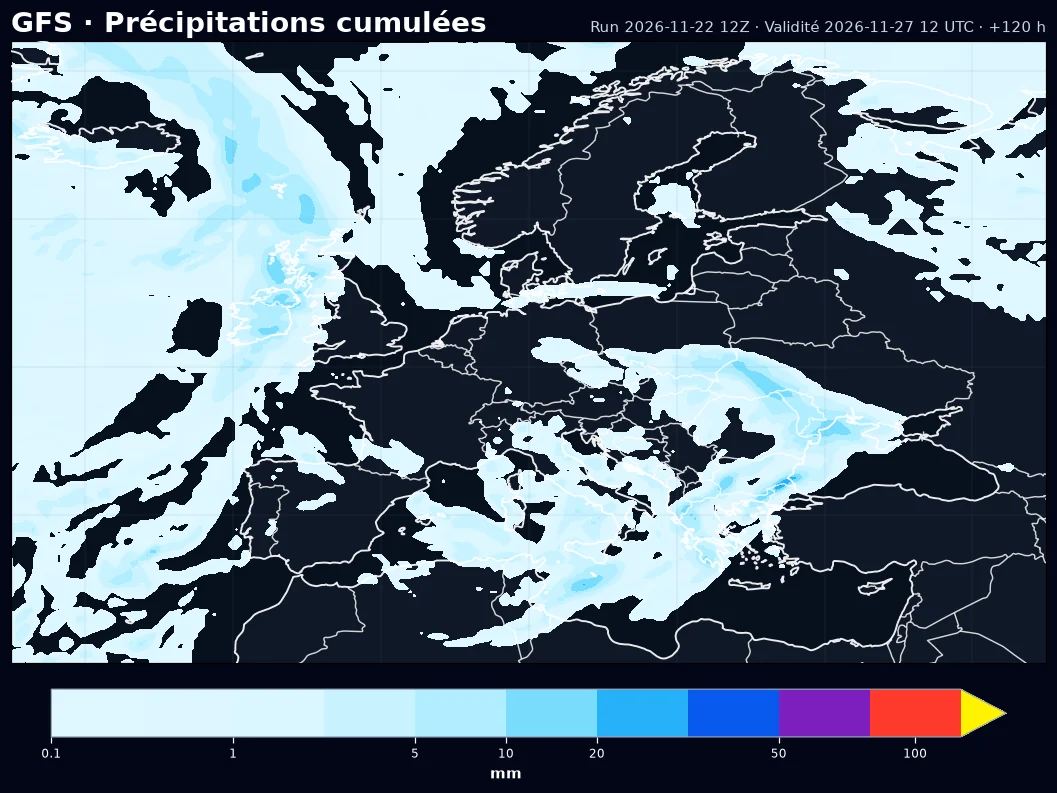 GFS · Précipitations cumulées
Run 2026-11-22 12Z · Validité 2026-11-27 12 UTC · +120 h
0.1 1 5 10 20 50 100
mm